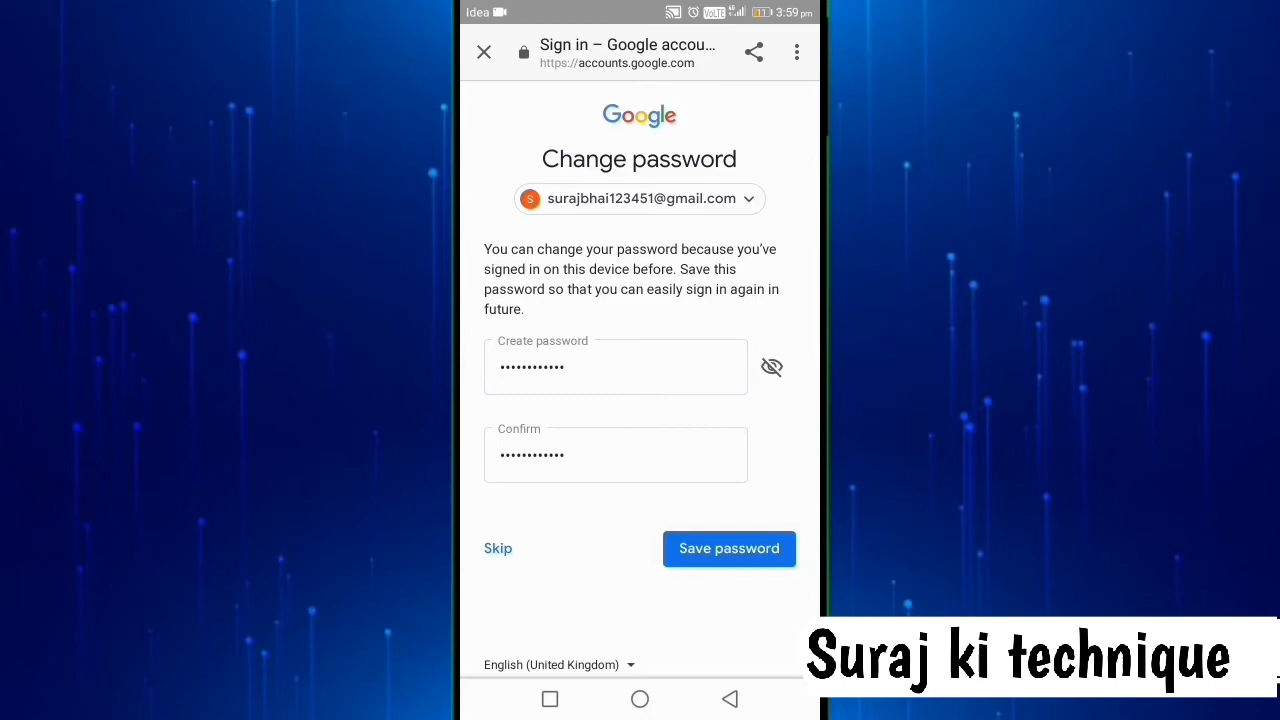 Idea VoLTE 4G 11 3:59 pm
Sign in – Google accou...
https://accounts.google.com
Google
Change password
S surajbhai123451@gmail.com
You can change your password because you’ve
signed in on this device before. Save this
password so that you can easily sign in again in
future.
Create password
••••••••••••
Confirm
••••••••••••
Skip Save password
English (United Kingdom)
Suraj ki technique